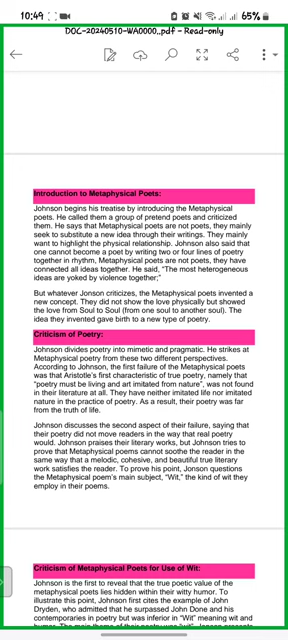 10:49
65%
DOC-20240510-WA0000..pdf - Read-only
Introduction to Metaphysical Poets:
Johnson begins his treatise by introducing the Metaphysical
poets. He called them a group of pretend poets and criticized
them. He says that Metaphysical poets are not poets, they mainly
seek to substitute a new idea through their writings. They mainly
want to highlight the physical relationship. Johnson also said that
one cannot become a poet by writing two or four lines of poetry
together in rhythm, Metaphysical poets are not poets, they have
connected all ideas together. He said, "The most heterogeneous
ideas are yoked by violence together;"
But whatever Jonson criticizes, the Metaphysical poets invented a
new concept. They did not show the love physically but showed
the love from Soul to Soul (from one soul to another soul). The
idea they invented gave birth to a new type of poetry.
Criticism of Poetry:
Johnson divides poetry into mimetic and pragmatic. He strikes at
Metaphysical poetry from these two different perspectives.
According to Johnson, the first failure of the Metaphysical poets
was that Aristotle's first characteristic of true poetry, namely that
"poetry must be living and art imitated from nature", was not found
in their literature at all. They have neither imitated life nor imitated
nature in the practice of poetry. As a result, their poetry was far
from the truth of life.
Johnson discusses the second aspect of their failure, saying that
their poetry did not move readers in the way that real poetry
would. Johnson praises their literary works, but Johnson tries to
prove that Metaphysical poems cannot soothe the reader in the
same way that a melodic, cohesive, and beautiful true literary
work satisfies the reader. To prove his point, Jonson questions
the Metaphysical poem's main subject, "Wit," the kind of wit they
employ in their poems.
Criticism of Metaphysical Poets for Use of Wit:
Johnson is the first to reveal that the true poetic value of the
metaphysical poets lies hidden within their witty humor. To
illustrate this point, Johnson first cites the example of John
Dryden, who admitted that he surpassed John Done and his
contemporaries in poetry but was inferior in "Wit" meaning wit and